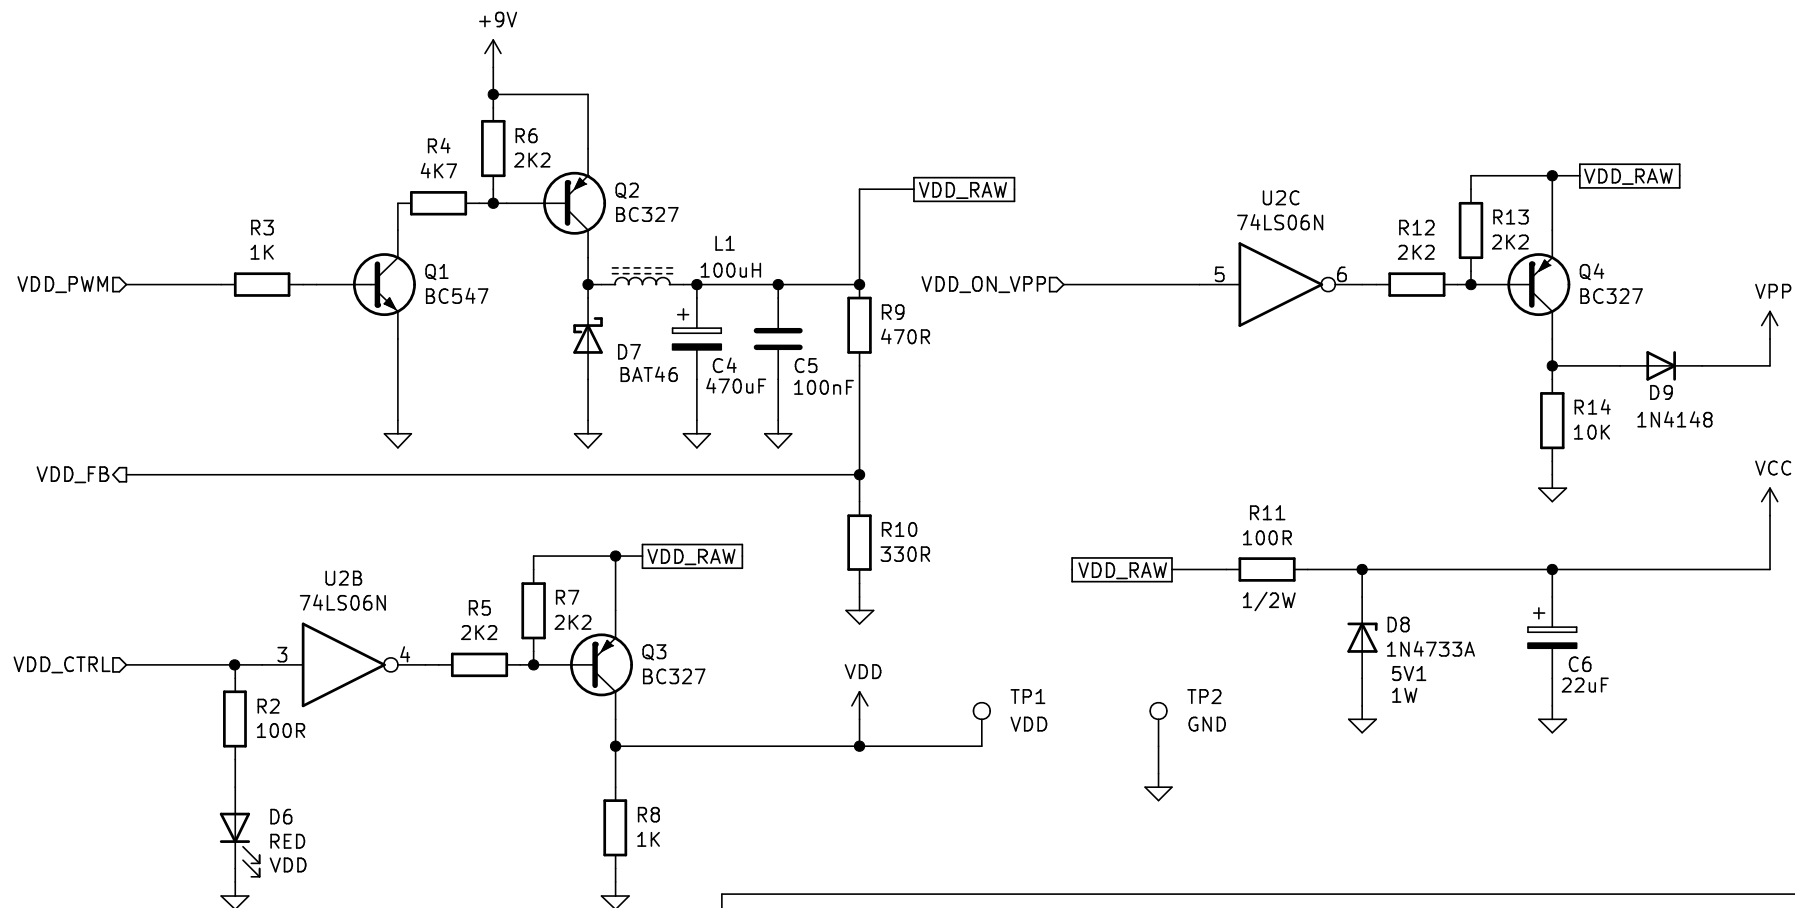 +9V
R6
2K2
R4
4K7
Q2
BC327
VDD_RAW
VDD_RAW
U2C
74LS06N
R12
2K2
R13
2K2
R3
1K
L1
100uH
VDD_PWM
Q1
BC547
VDD_ON_VPP
5
6
Q4
BC327
VPP
+
R9
470R
D7
BAT46
C4
470uF
C5
100nF
D9
1N4148
R14
10K
VDD_FB
VCC
R10
330R
R11
100R
VDD_RAW
VDD_RAW
1/2W
U2B
74LS06N
R5
2K2
R7
2K2
+
D8
1N4733A
5V1
1W
C6
22uF
VDD_CTRL
3
4
Q3
BC327
VDD
TP1
VDD
TP2
GND
R2
100R
D6
RED
VDD
R8
1K